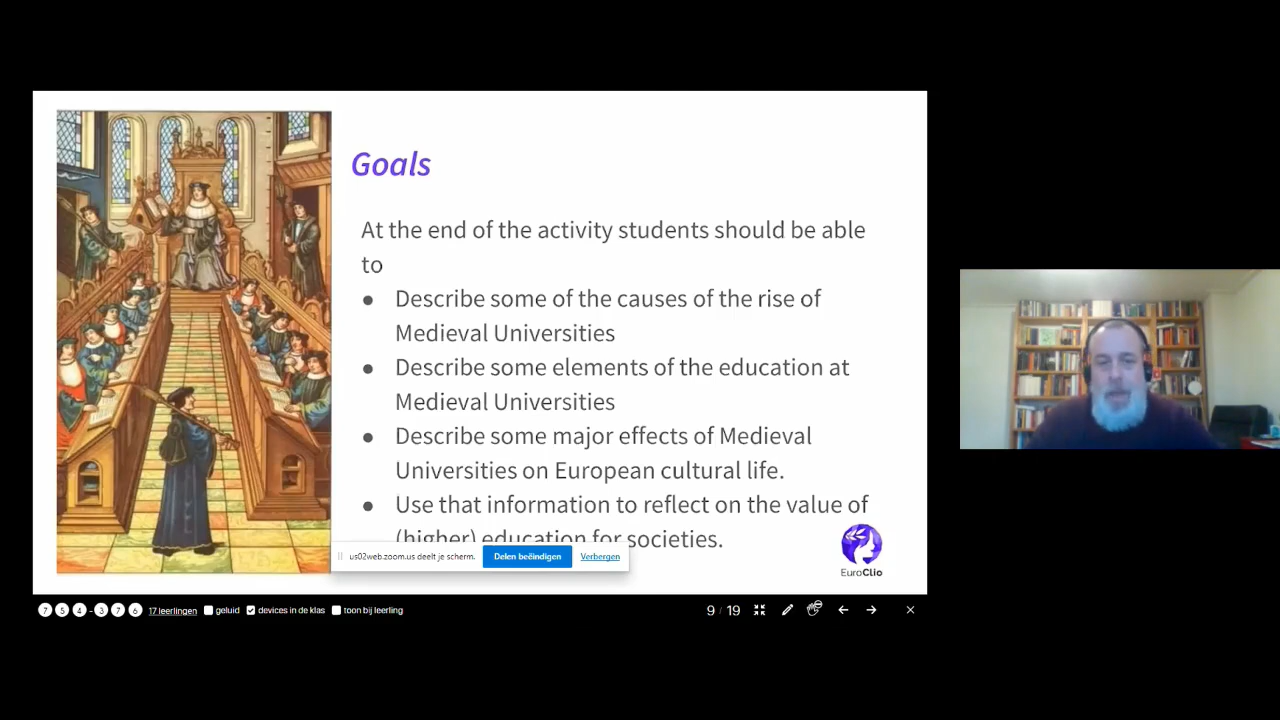 Goals
At the end of the activity students should be able
to
● Describe some of the causes of the rise of
Medieval Universities
● Describe some elements of the education at
Medieval Universities
● Describe some major effects of Medieval
Universities on European cultural life.
● Use that information to reflect on the value of
(higher) education for societies.
us02web.zoom.us deelt je scherm. Delen beëindigen Verbergen
EuroClio
7 5 4 - 3 7 6 17 leerlingen geluid devices in de klas toon bij leerling 9 / 19